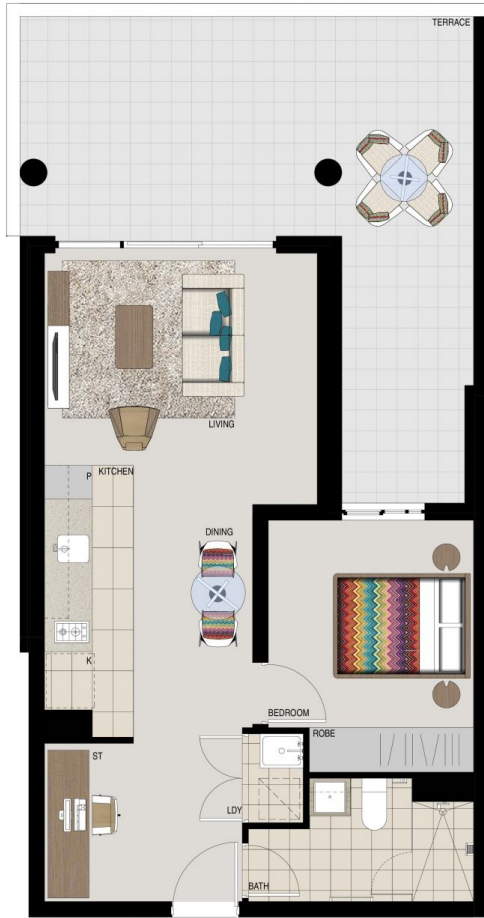 TERRACE
LIVING
P
KITCHEN
DINING
K
BEDROOM
ROBE
ST
LDY
BATH